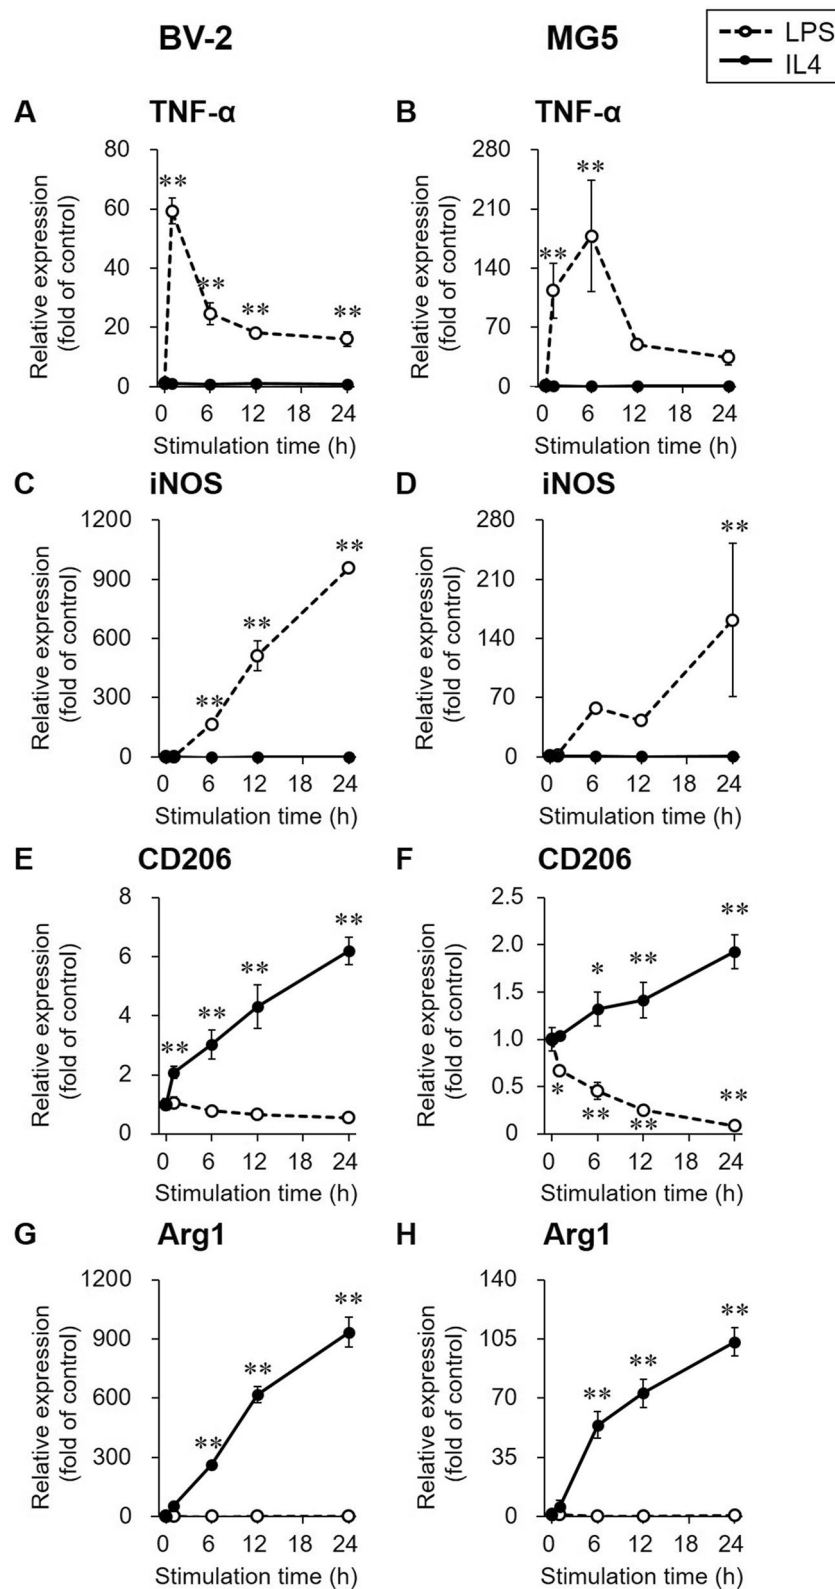 BV-2 MG5
LPS
IL4
A TNF-α B TNF-α
Relative expression
(fold of control)
80
60
40
20
0
** ** ** **
0 6 12 18 24
Stimulation time (h)
Relative expression
(fold of control)
280
210
140
70
0
** **
0 6 12 18 24
Stimulation time (h)
C iNOS D iNOS
Relative expression
(fold of control)
1200
900
600
300
0
** ** **
0 6 12 18 24
Stimulation time (h)
Relative expression
(fold of control)
280
210
140
70
0
**
0 6 12 18 24
Stimulation time (h)
E CD206 F CD206
Relative expression
(fold of control)
8
6
4
2
0
** ** ** **
0 6 12 18 24
Stimulation time (h)
Relative expression
(fold of control)
2.5
2.0
1.5
1.0
0.5
0
* ** **
* ** ** **
0 6 12 18 24
Stimulation time (h)
G Arg1 H Arg1
Relative expression
(fold of control)
1200
900
600
300
0
** ** **
0 6 12 18 24
Stimulation time (h)
Relative expression
(fold of control)
140
105
70
35
0
** ** **
0 6 12 18 24
Stimulation time (h)